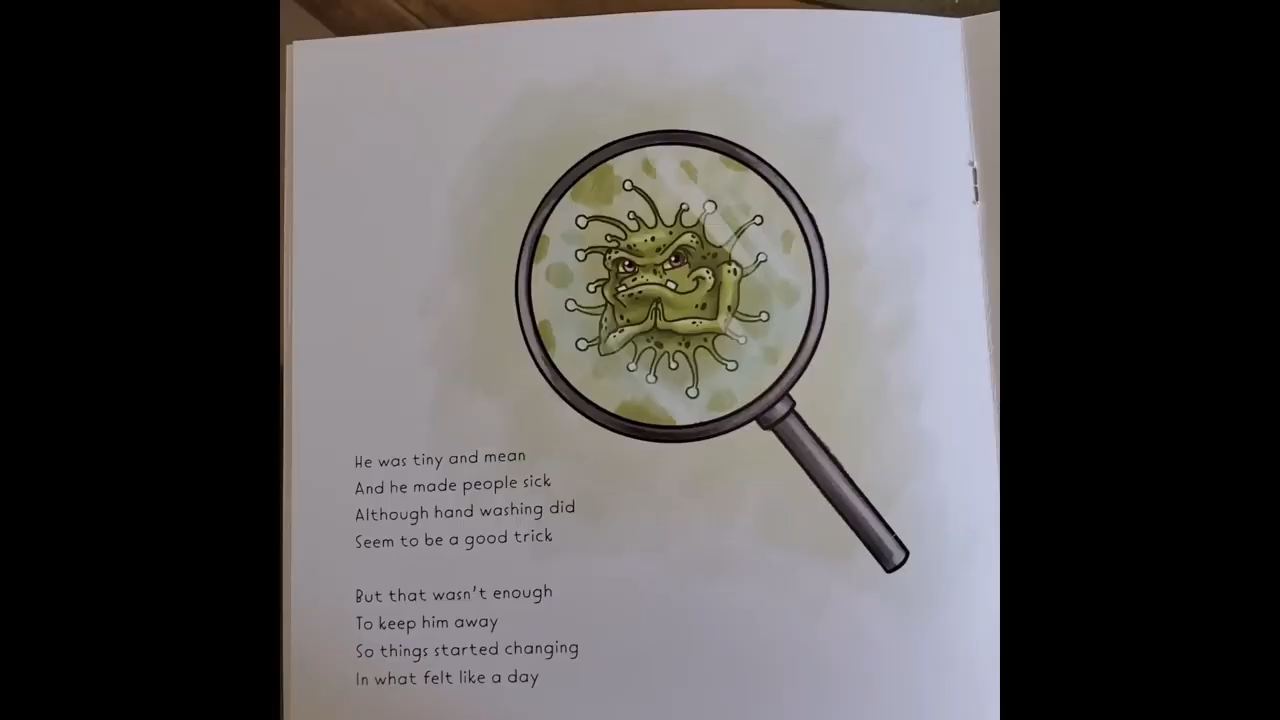 He was tiny and mean
And he made people sick
Although hand washing did
Seem to be a good trick
But that wasn't enough
To keep him away
So things started changing
In what felt like a day